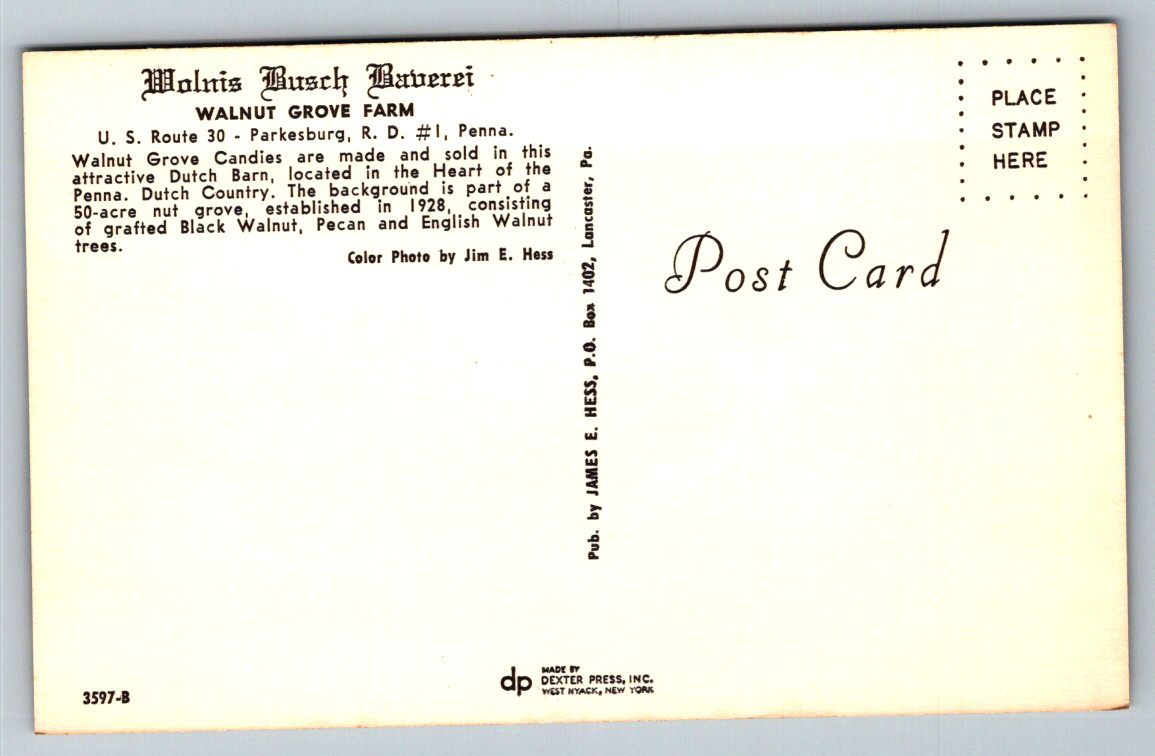 Wolnis Busch Baverei
WALNUT GROVE FARM
U. S. Route 30 - Parkesburg, R. D. #1, Penna.
Walnut Grove Candies are made and sold in this
attractive Dutch Barn, located in the Heart of the
Penna. Dutch Country. The background is part of a
50-acre nut grove, established in 1928, consisting
of grafted Black Walnut, Pecan and English Walnut
trees.
Color Photo by Jim E. Hess
Pub. by JAMES E. HESS, P.O. Box 1402, Lancaster, Pa.
PLACE
STAMP
HERE
Post Card
3597-B
dp
MADE BY
DEXTER PRESS, INC.
WEST NYACK, NEW YORK